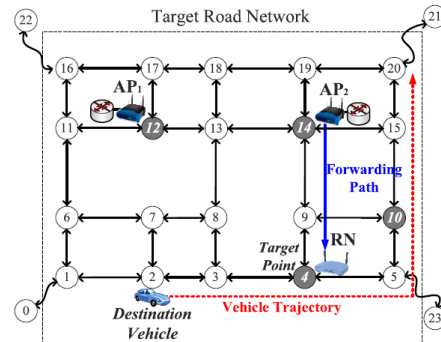 Target Road Network
22
21
16
17
18
19
20
AP1
AP2
11
12
13
14
15
Forwarding
Path
6
7
8
9
10
RN
Target
Point
1
2
3
4
5
0
Destination
Vehicle
Vehicle Trajectory
23